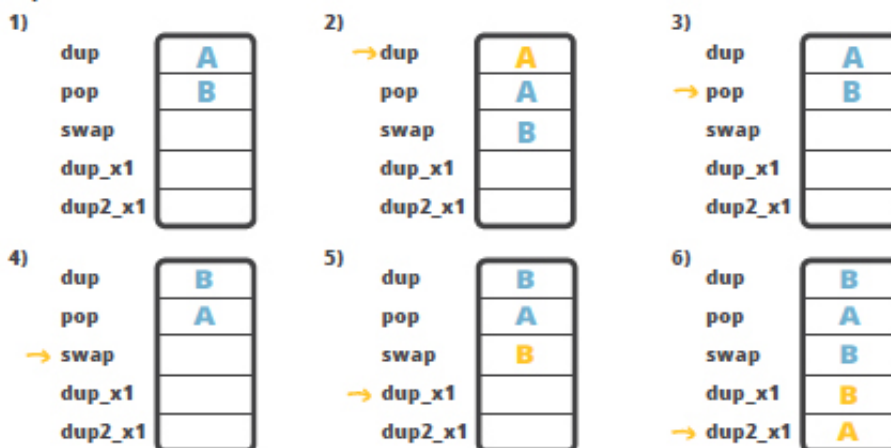 1)
dup A
pop B
swap
dup_x1
dup2_x1
2)
→dup A
pop A
swap B
dup_x1
dup2_x1
3)
dup A
→ pop B
swap
dup_x1
dup2_x1
4)
dup B
pop A
→ swap
dup_x1
dup2_x1
5)
dup B
pop A
swap B
→ dup_x1
dup2_x1
6)
dup B
pop A
swap B
dup_x1 B
→ dup2_x1 A